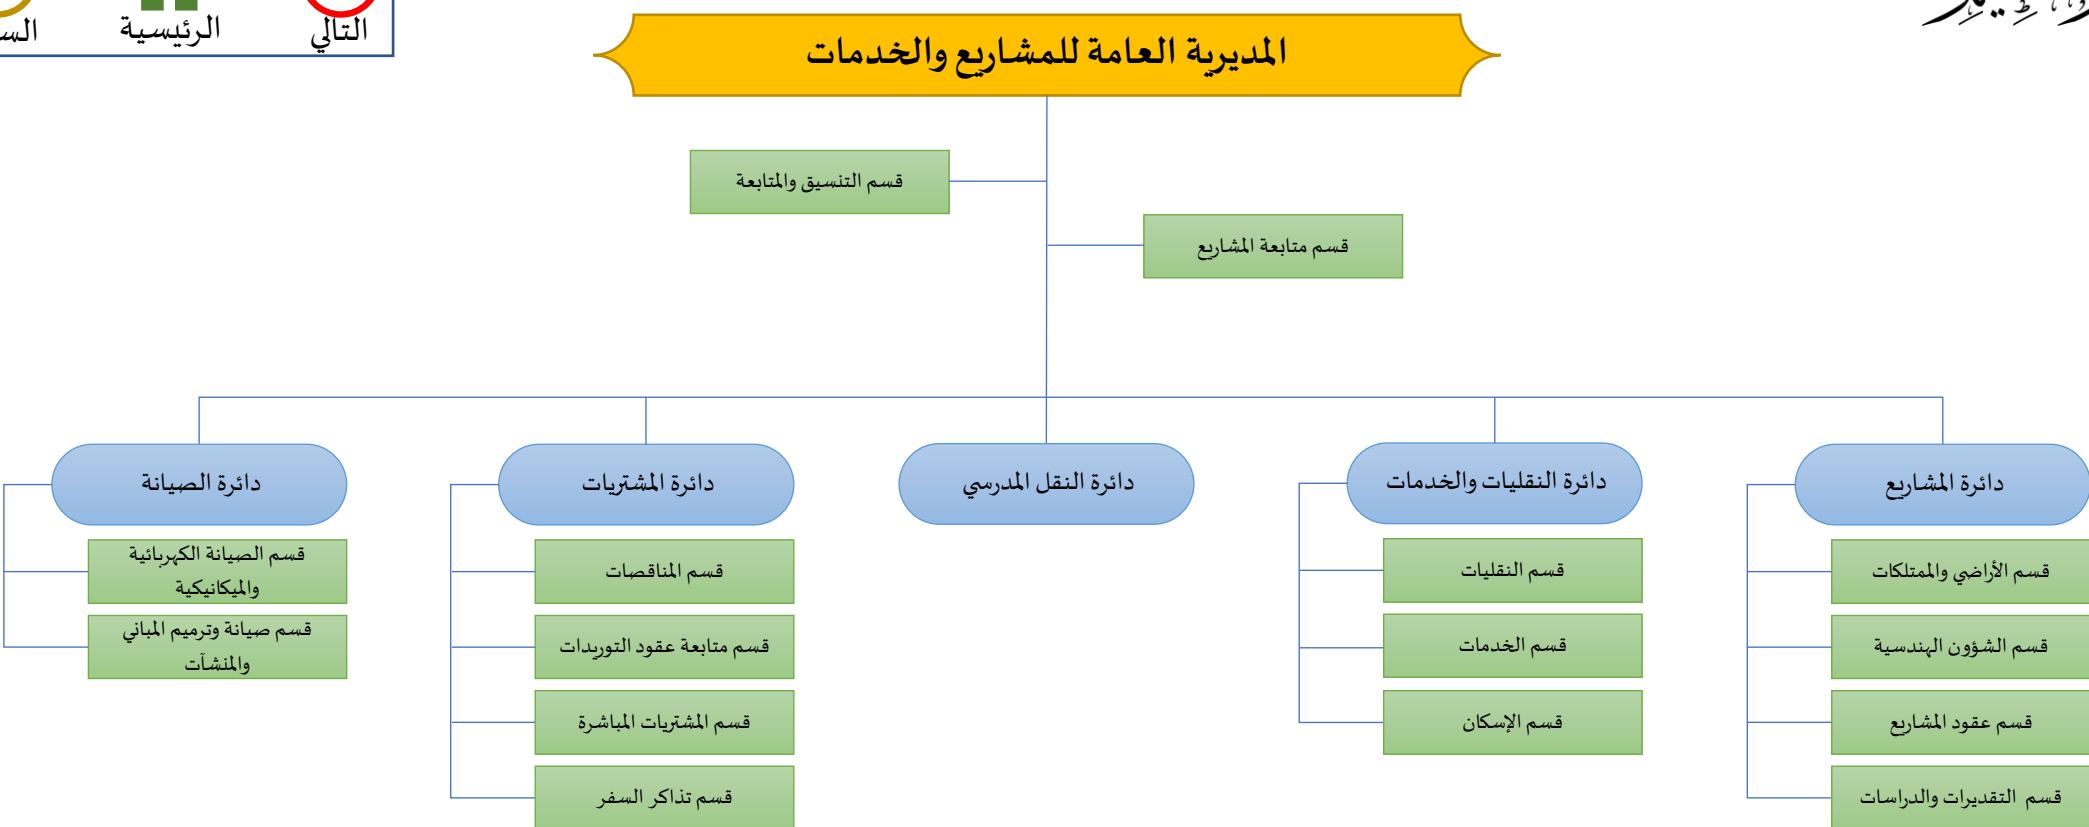 التالي
الرئيسية
المديرية العامة للمشاريع والخدمات
قسم التنسيق والمتابعة
قسم متابعة المشاريع
دائرة المشاريع
قسم الأراضي والممتلكات
قسم الشؤون الهندسية
قسم عقود المشاريع
قسم التقديرات والدراسات
دائرة النقليات والخدمات
قسم النقليات
قسم الخدمات
قسم الإسكان
دائرة النقل المدرسي
دائرة المشتريات
قسم المناقصات
قسم متابعة عقود التوريدات
قسم المشتريات المباشرة
قسم تذاكر السفر
دائرة الصيانة
قسم الصيانة الكهربائية
والميكانيكية
قسم صيانة وترميم المباني
والمنشآت